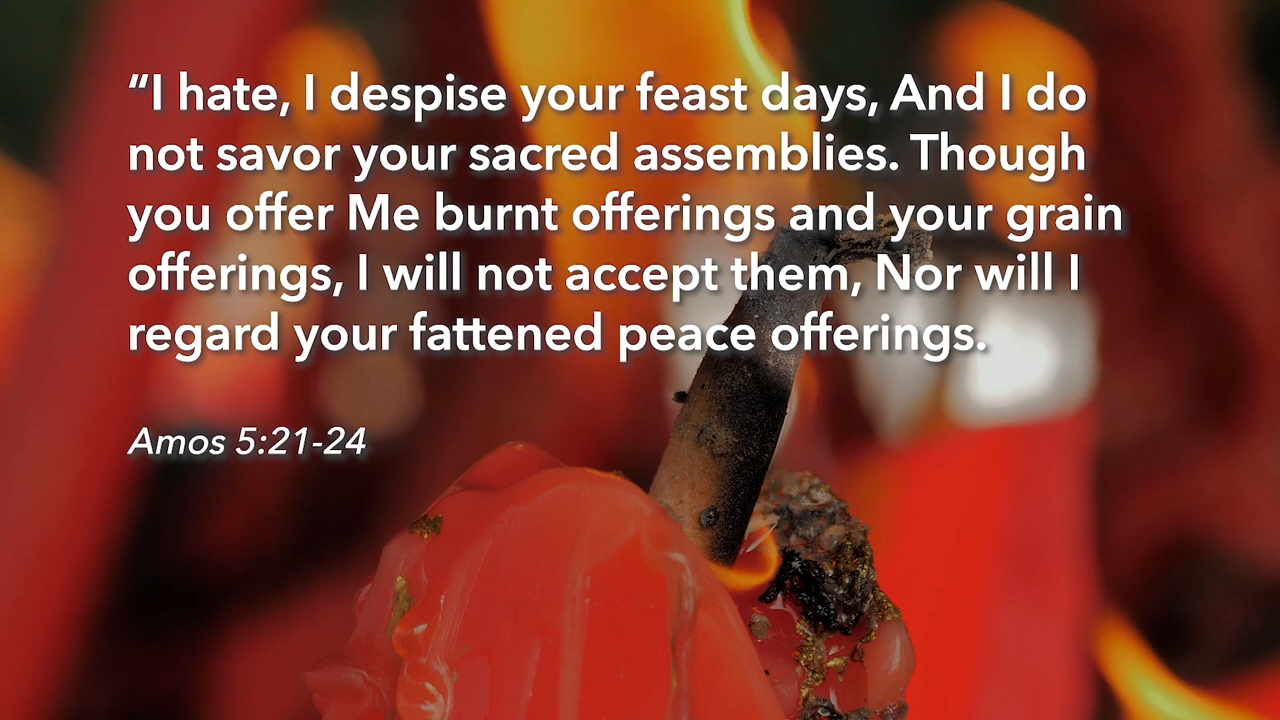 “I hate, I despise your feast days, And I do
not savor your sacred assemblies. Though
you offer Me burnt offerings and your grain
offerings, I will not accept them, Nor will I
regard your fattened peace offerings.
Amos 5:21-24